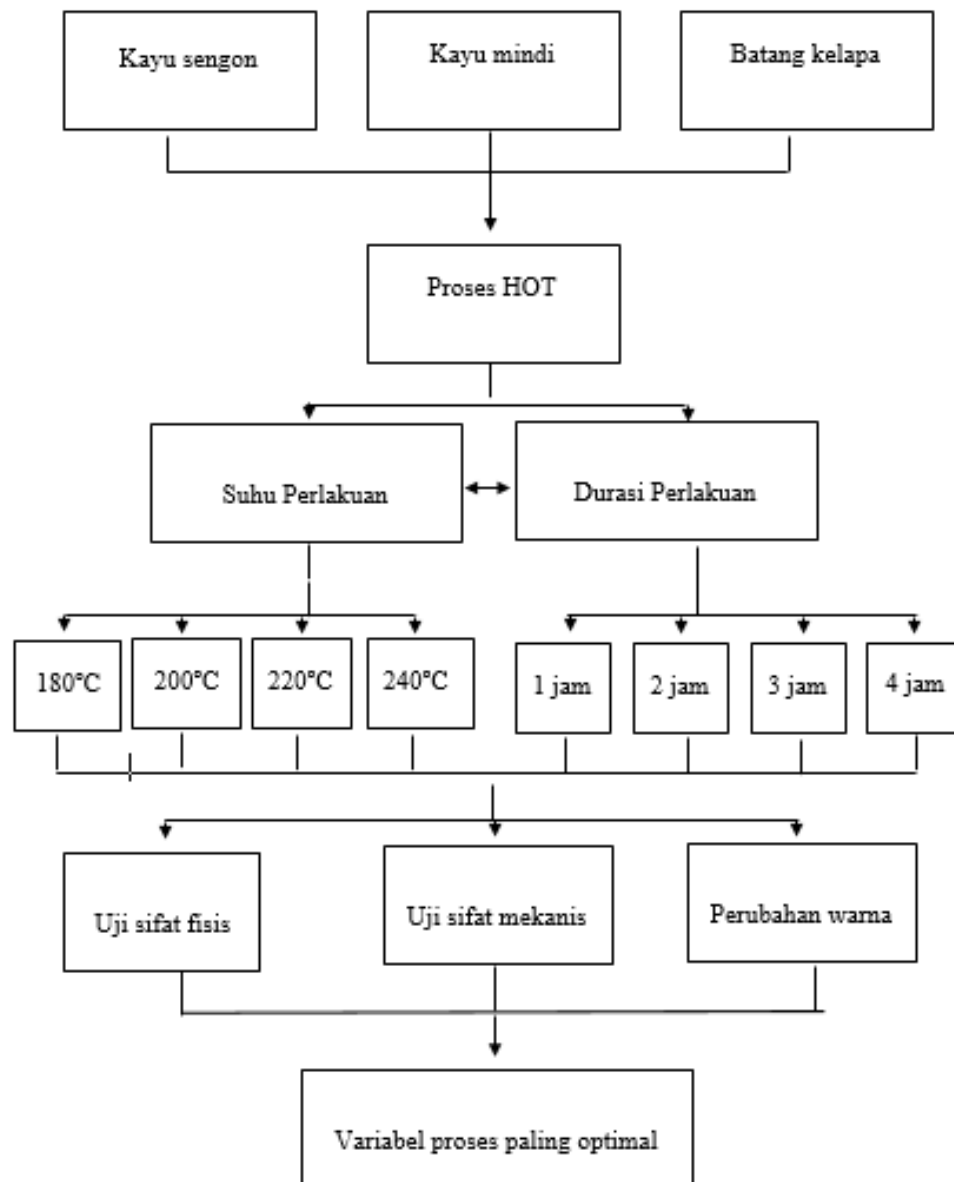 Kayu sengon
Kayu mindi
Batang kelapa
Proses HOT
Suhu Perlakuan
Durasi Perlakuan
180°C
200°C
220°C
240°C
1 jam
2 jam
3 jam
4 jam
Uji sifat fisis
Uji sifat mekanis
Perubahan warna
Variabel proses paling optimal